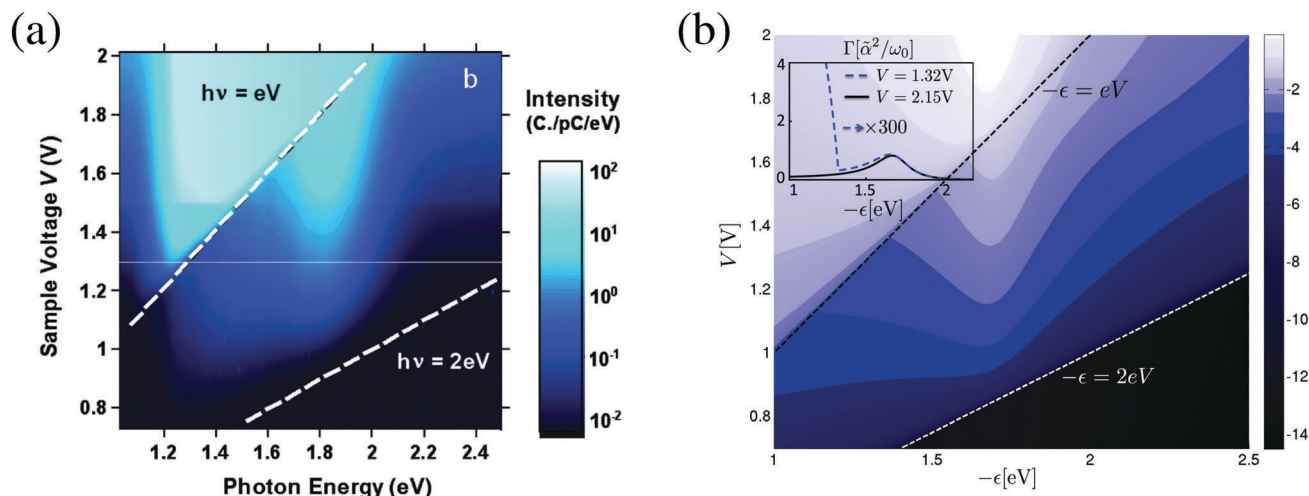 (a)
2
1.8
1.6
1.4
1.2
1
0.8
Sample Voltage V (V)
hν = eV
b
hν = 2eV
1.2 1.4 1.6 1.8 2 2.2 2.4
Photon Energy (eV)
Intensity
(C./pC/eV)
10²
10¹
10⁰
10⁻¹
10⁻²
(b)
2
1.8
1.6
1.4
1.2
1
0.8
V[V]
Γ[α̃²/ω₀]
4
2
0
V = 1.32V
V = 2.15V
×300
1 1.5 2
−ϵ[eV]
−ϵ = eV
−ϵ = 2eV
1 1.5 2 2.5
−ϵ[eV]
-2
-4
-6
-8
-10
-12
-14